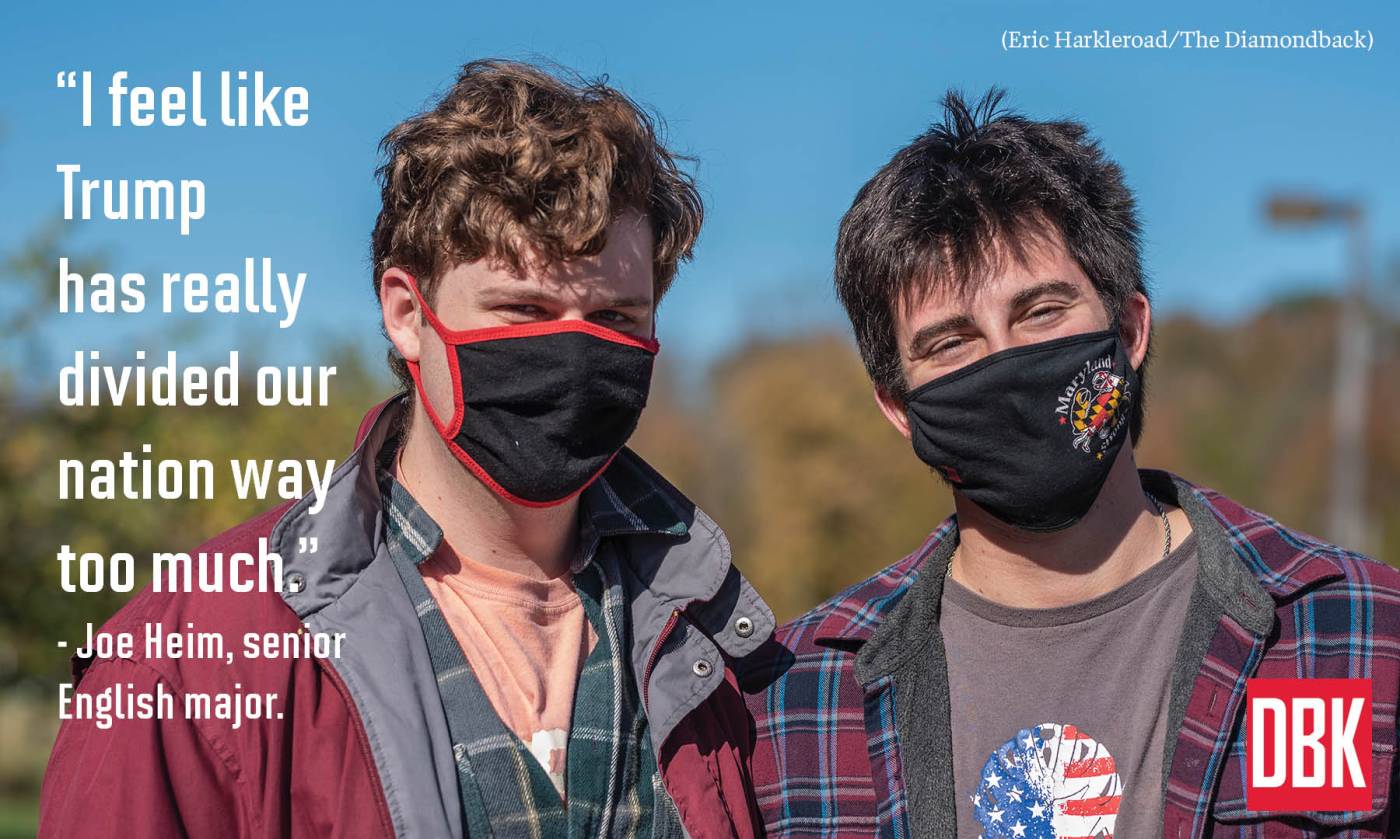 (Eric Harkleroad/The Diamondback)
“I feel like
Trump
has really
divided our
nation way
too much.”
- Joe Heim, senior
English major.
Maryland
DBK